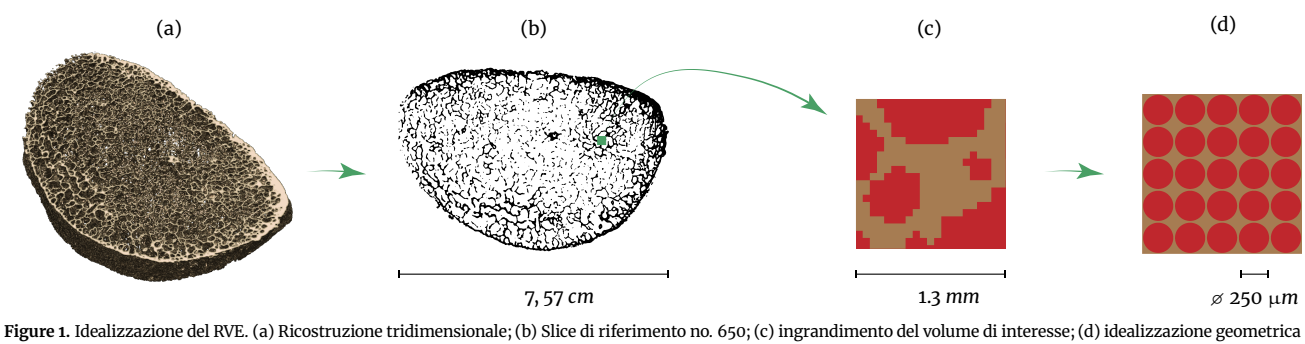 (a)
(b)
(c)
(d)
7, 57 cm
1.3 mm
⌀ 250 μm
Figure 1. Idealizzazione del RVE. (a) Ricostruzione tridimensionale; (b) Slice di riferimento no. 650; (c) ingrandimento del volume di interesse; (d) idealizzazione geometrica